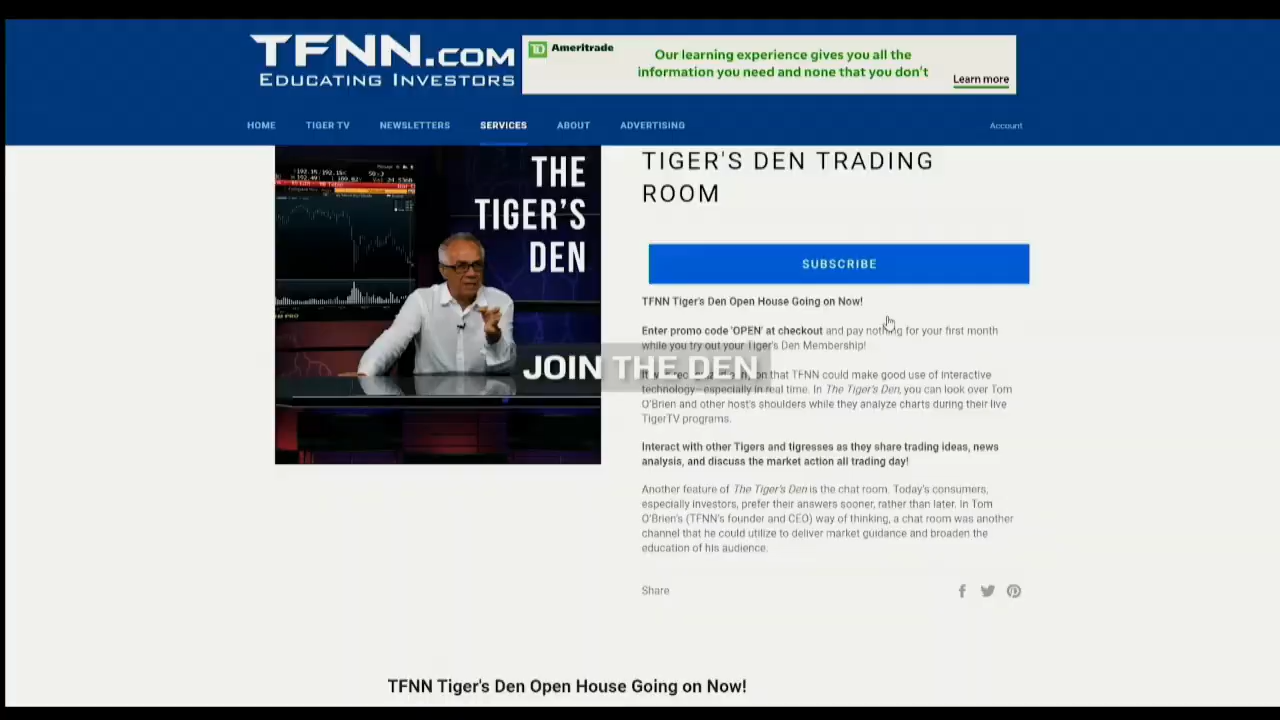 TFNN.COM
EDUCATING INVESTORS
TD Ameritrade
Our learning experience gives you all the
information you need and none that you don't
Learn more
HOME TIGER TV NEWSLETTERS SERVICES ABOUT ADVERTISING Account
THE
TIGER'S
DEN
TIGER'S DEN TRADING
ROOM
SUBSCRIBE
TFNN Tiger's Den Open House Going on Now!
Enter promo code 'OPEN' at checkout and pay nothing for your first month
while you try out your Tiger's Den Membership!
JOIN THE DEN
that TFNN could make good use of interactive
technology—especially in real time. In The Tiger's Den, you can look over Tom
O'Brien and other host's shoulders while they analyze charts during their live
TigerTV programs.
Interact with other Tigers and tigresses as they share trading ideas, news
analysis, and discuss the market action all trading day!
Another feature of The Tiger's Den is the chat room. Today's consumers,
especially investors, prefer their answers sooner, rather than later. In Tom
O'Brien's (TFNN's founder and CEO) way of thinking, a chat room was another
channel that he could utilize to deliver market guidance and broaden the
education of his audience.
Share
TFNN Tiger's Den Open House Going on Now!